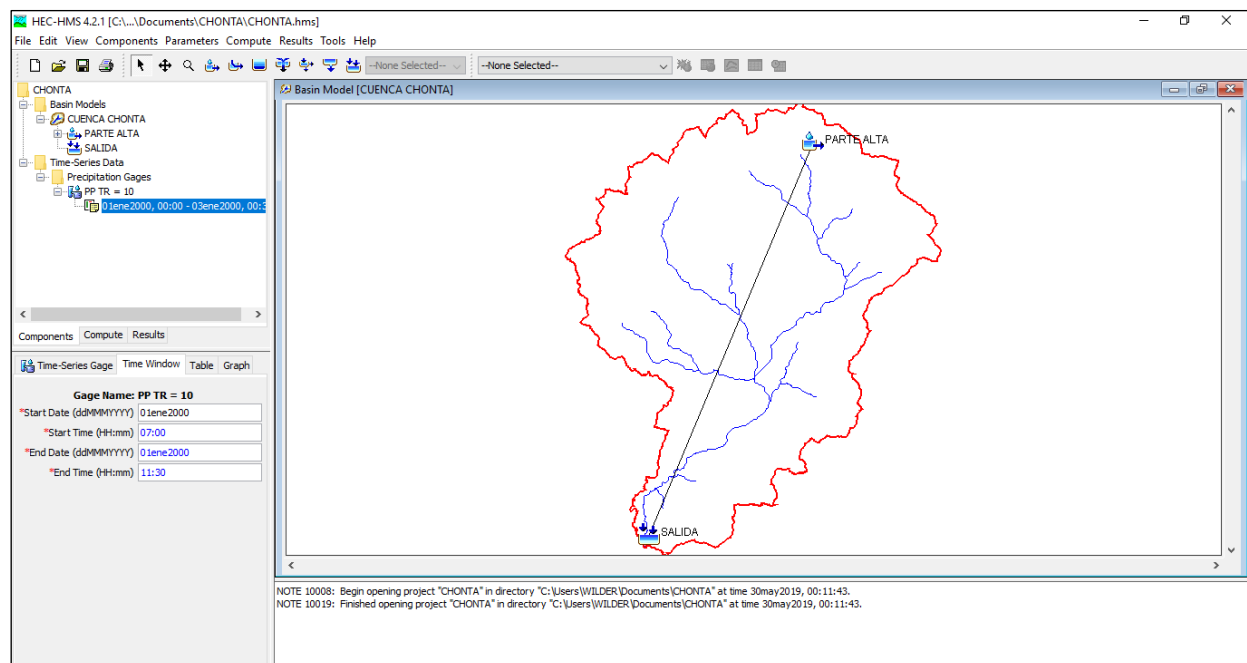 HEC-HMS 4.2.1 [C:\...\Documents\CHONTA\CHONTA.hms]
File Edit View Components Parameters Compute Results Tools Help
--None Selected-- --None Selected--
CHONTA
Basin Models
CUENCA CHONTA
PARTE ALTA
SALIDA
Time-Series Data
Precipitation Gages
PP TR = 10
01ene2000, 00:00 - 03ene2000, 00:3
Components Compute Results
Time-Series Gage Time Window Table Graph
Gage Name: PP TR = 10
*Start Date (ddMMMYYYY) 01ene2000
*Start Time (HH:mm) 07:00
*End Date (ddMMMYYYY) 01ene2000
*End Time (HH:mm) 11:30
Basin Model [CUENCA CHONTA]
PARTE ALTA
SALIDA
NOTE 10008: Begin opening project "CHONTA" in directory "C:\Users\WILDER\Documents\CHONTA" at time 30may2019, 00:11:43.
NOTE 10019: Finished opening project "CHONTA" in directory "C:\Users\WILDER\Documents\CHONTA" at time 30may2019, 00:11:43.